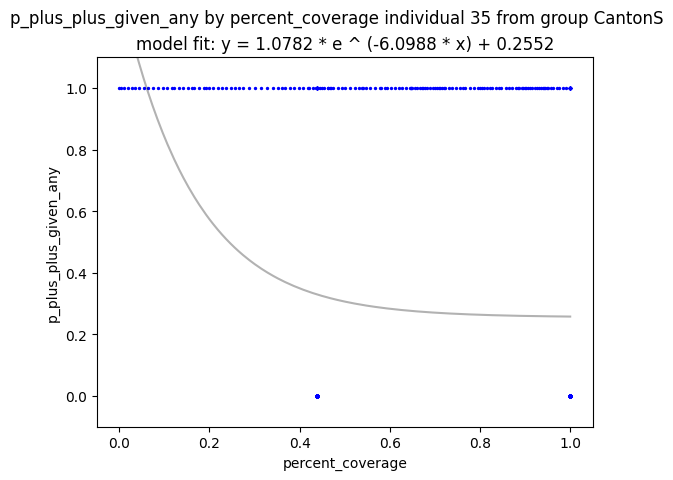 p_plus_plus_given_any by percent_coverage individual 35 from group CantonS
model fit: y = 1.0782 * e ^ (-6.0988 * x) + 0.2552
1.0
0.8
0.6
0.4
0.2
0.0
p_plus_plus_given_any
0.0 0.2 0.4 0.6 0.8 1.0
percent_coverage